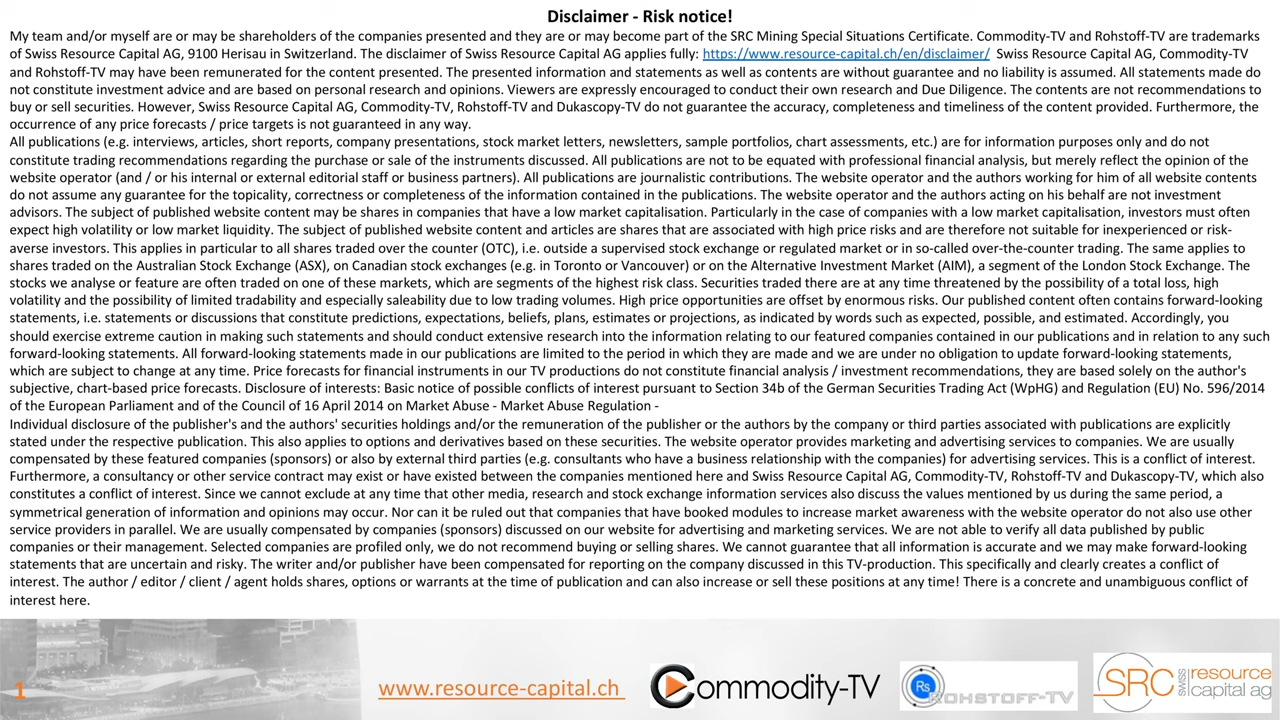 Disclaimer - Risk notice!
My team and/or myself are or may be shareholders of the companies presented and they are or may become part of the SRC Mining Special Situations Certificate. Commodity-TV and Rohstoff-TV are trademarks
of Swiss Resource Capital AG, 9100 Herisau in Switzerland. The disclaimer of Swiss Resource Capital AG applies fully: https://www.resource-capital.ch/en/disclaimer/ Swiss Resource Capital AG, Commodity-TV
and Rohstoff-TV may have been remunerated for the content presented. The presented information and statements as well as contents are without guarantee and no liability is assumed. All statements made do
not constitute investment advice and are based on personal research and opinions. Viewers are expressly encouraged to conduct their own research and Due Diligence. The contents are not recommendations to
buy or sell securities. However, Swiss Resource Capital AG, Commodity-TV, Rohstoff-TV and Dukascopy-TV do not guarantee the accuracy, completeness and timeliness of the content provided. Furthermore, the
occurrence of any price forecasts / price targets is not guaranteed in any way.
All publications (e.g. interviews, articles, short reports, company presentations, stock market letters, newsletters, sample portfolios, chart assessments, etc.) are for information purposes only and do not
constitute trading recommendations regarding the purchase or sale of the instruments discussed. All publications are not to be equated with professional financial analysis, but merely reflect the opinion of the
website operator (and / or his internal or external editorial staff or business partners). All publications are journalistic contributions. The website operator and the authors working for him of all website contents
do not assume any guarantee for the topicality, correctness or completeness of the information contained in the publications. The website operator and the authors acting on his behalf are not investment
advisors. The subject of published website content may be shares in companies that have a low market capitalisation. Particularly in the case of companies with a low market capitalisation, investors must often
expect high volatility or low market liquidity. The subject of published website content and articles are shares that are associated with high price risks and are therefore not suitable for inexperienced or risk-
averse investors. This applies in particular to all shares traded over the counter (OTC), i.e. outside a supervised stock exchange or regulated market or in so-called over-the-counter trading. The same applies to
shares traded on the Australian Stock Exchange (ASX), on Canadian stock exchanges (e.g. in Toronto or Vancouver) or on the Alternative Investment Market (AIM), a segment of the London Stock Exchange. The
stocks we analyse or feature are often traded on one of these markets, which are segments of the highest risk class. Securities traded there are at any time threatened by the possibility of a total loss, high
volatility and the possibility of limited tradability and especially saleability due to low trading volumes. High price opportunities are offset by enormous risks. Our published content often contains forward-looking
statements, i.e. statements or discussions that constitute predictions, expectations, beliefs, plans, estimates or projections, as indicated by words such as expected, possible, and estimated. Accordingly, you
should exercise extreme caution in making such statements and should conduct extensive research into the information relating to our featured companies contained in our publications and in relation to any such
forward-looking statements. All forward-looking statements made in our publications are limited to the period in which they are made and we are under no obligation to update forward-looking statements,
which are subject to change at any time. Price forecasts for financial instruments in our TV productions do not constitute financial analysis / investment recommendations, they are based solely on the author's
subjective, chart-based price forecasts. Disclosure of interests: Basic notice of possible conflicts of interest pursuant to Section 34b of the German Securities Trading Act (WpHG) and Regulation (EU) No. 596/2014
of the European Parliament and of the Council of 16 April 2014 on Market Abuse - Market Abuse Regulation -
Individual disclosure of the publisher's and the authors' securities holdings and/or the remuneration of the publisher or the authors by the company or third parties associated with publications are explicitly
stated under the respective publication. This also applies to options and derivatives based on these securities. The website operator provides marketing and advertising services to companies. We are usually
compensated by these featured companies (sponsors) or also by external third parties (e.g. consultants who have a business relationship with the companies) for advertising services. This is a conflict of interest.
Furthermore, a consultancy or other service contract may exist or have existed between the companies mentioned here and Swiss Resource Capital AG, Commodity-TV, Rohstoff-TV and Dukascopy-TV, which also
constitutes a conflict of interest. Since we cannot exclude at any time that other media, research and stock exchange information services also discuss the values mentioned by us during the same period, a
symmetrical generation of information and opinions may occur. Nor can it be ruled out that companies that have booked modules to increase market awareness with the website operator do not also use other
service providers in parallel. We are usually compensated by companies (sponsors) discussed on our website for advertising and marketing services. We are not able to verify all data published by public
companies or their management. Selected companies are profiled only, we do not recommend buying or selling shares. We cannot guarantee that all information is accurate and we may make forward-looking
statements that are uncertain and risky. The writer and/or publisher have been compensated for reporting on the company discussed in this TV-production. This specifically and clearly creates a conflict of
interest. The author / editor / client / agent holds shares, options or warrants at the time of publication and can also increase or sell these positions at any time! There is a concrete and unambiguous conflict of
interest here.
1
www.resource-capital.ch
Commodity-TV
Rs ROHSTOFF-TV
SRC SWISS resource capital ag